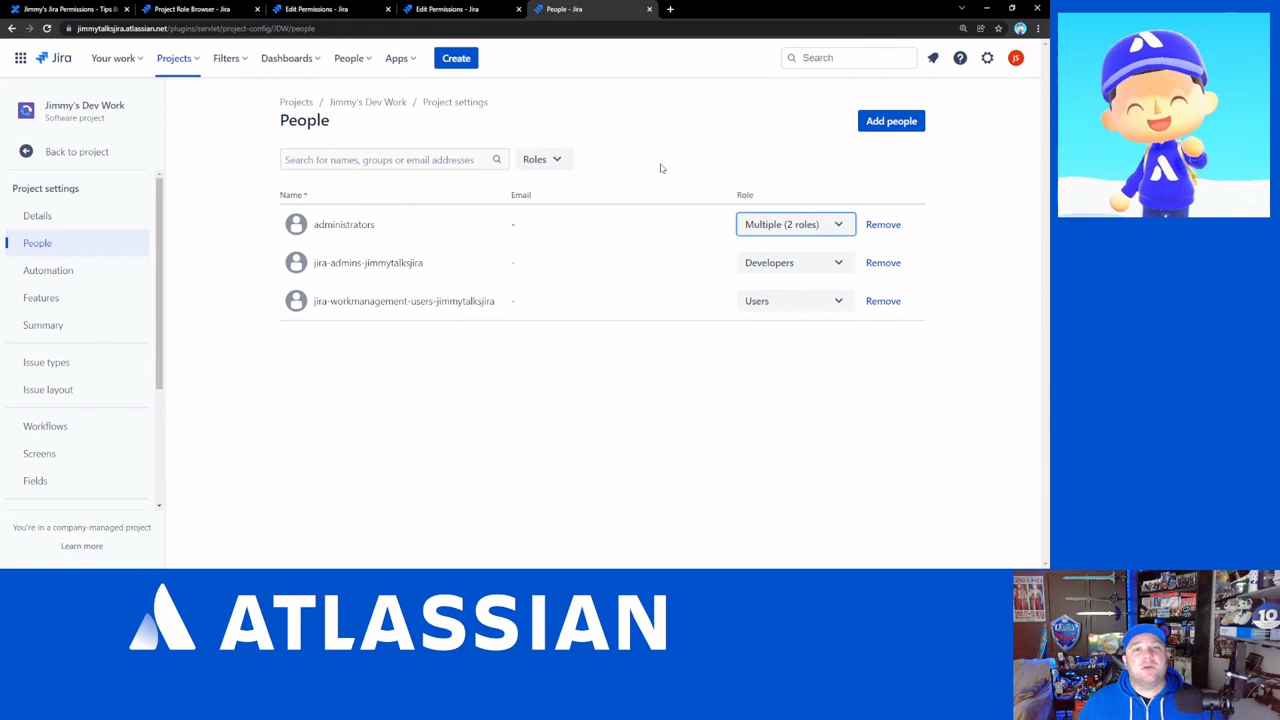 Jimmy's Jira Permissions - Tips &
Project Role Browser - Jira
Edit Permissions - Jira
Edit Permissions - Jira
People - Jira
jimmytalksjira.atlassian.net/plugins/servlet/project-config/JDW/people
Jira
Your work
Projects
Filters
Dashboards
People
Apps
Create
Search
JS
Jimmy's Dev Work
Software project
Back to project
Project settings
Details
People
Automation
Features
Summary
Issue types
Issue layout
Workflows
Screens
Fields
You're in a company-managed project
Learn more
Projects / Jimmy's Dev Work / Project settings
People
Add people
Search for names, groups or email addresses
Roles
Name Email Role
administrators - Multiple (2 roles) Remove
jira-admins-jimmytalksjira - Developers Remove
jira-workmanagement-users-jimmytalksjira - Users Remove
ATLASSIAN
10